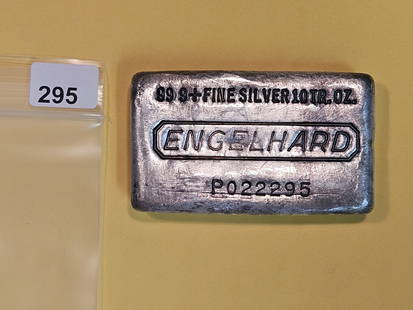 295
99.9+FINE SILVER 10 TR. OZ.
ENGELHARD
P022295